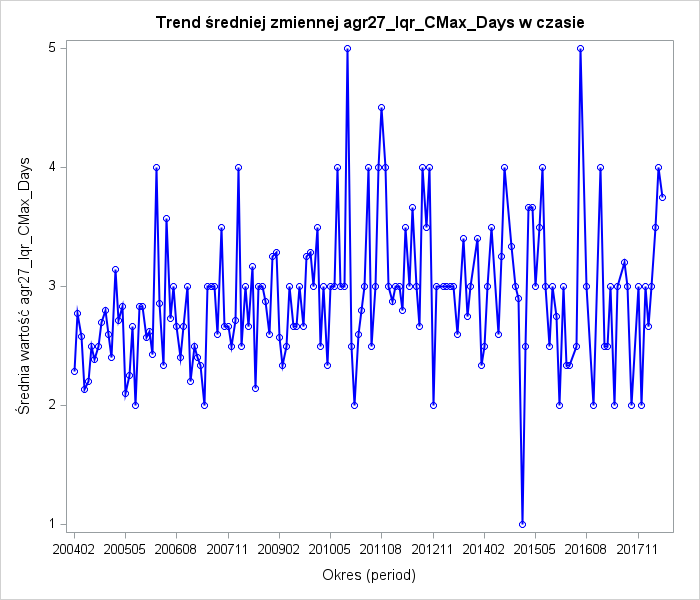 Trend średniej zmiennej agr27_Iqr_CMax_Days w czasie
Średnia wartość agr27_Iqr_CMax_Days
5
4
3
2
1
200402 200505 200608 200711 200902 201005 201108 201211 201402 201505 201608 201711
Okres (period)